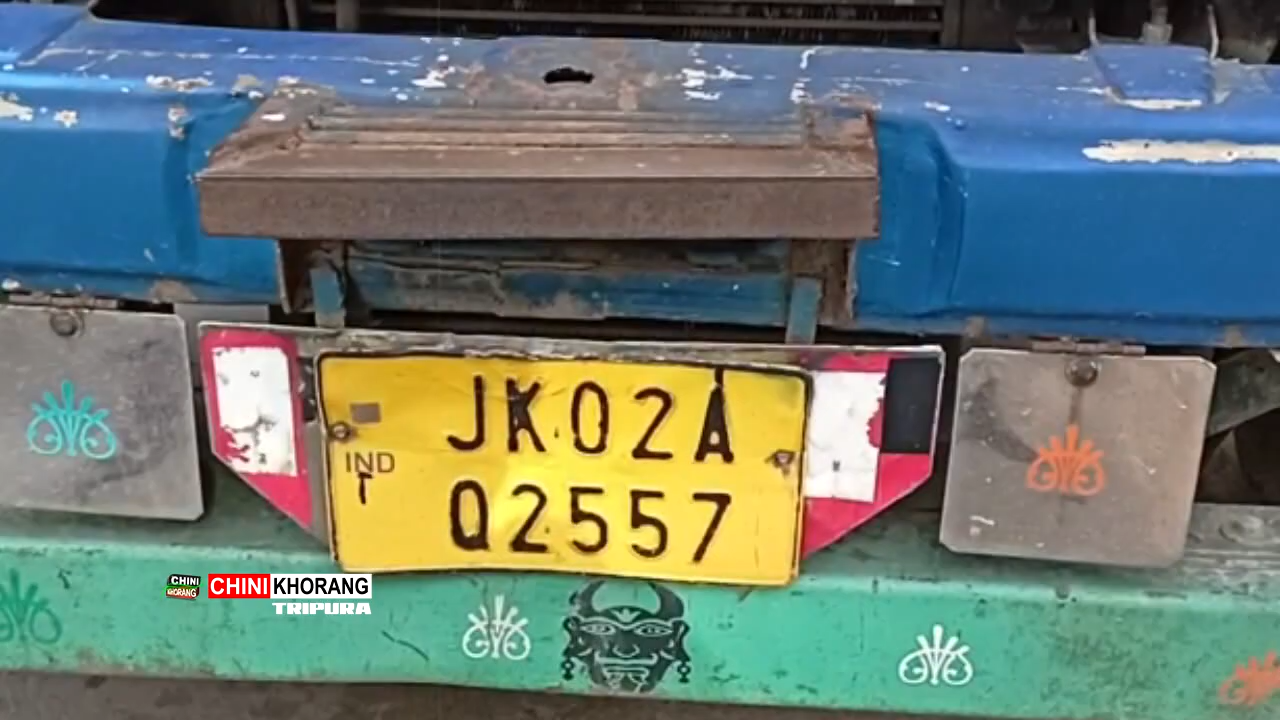 JK02A
IND
T
Q2557
CHINI
KHORANG
CHINI KHORANG
TRIPURA